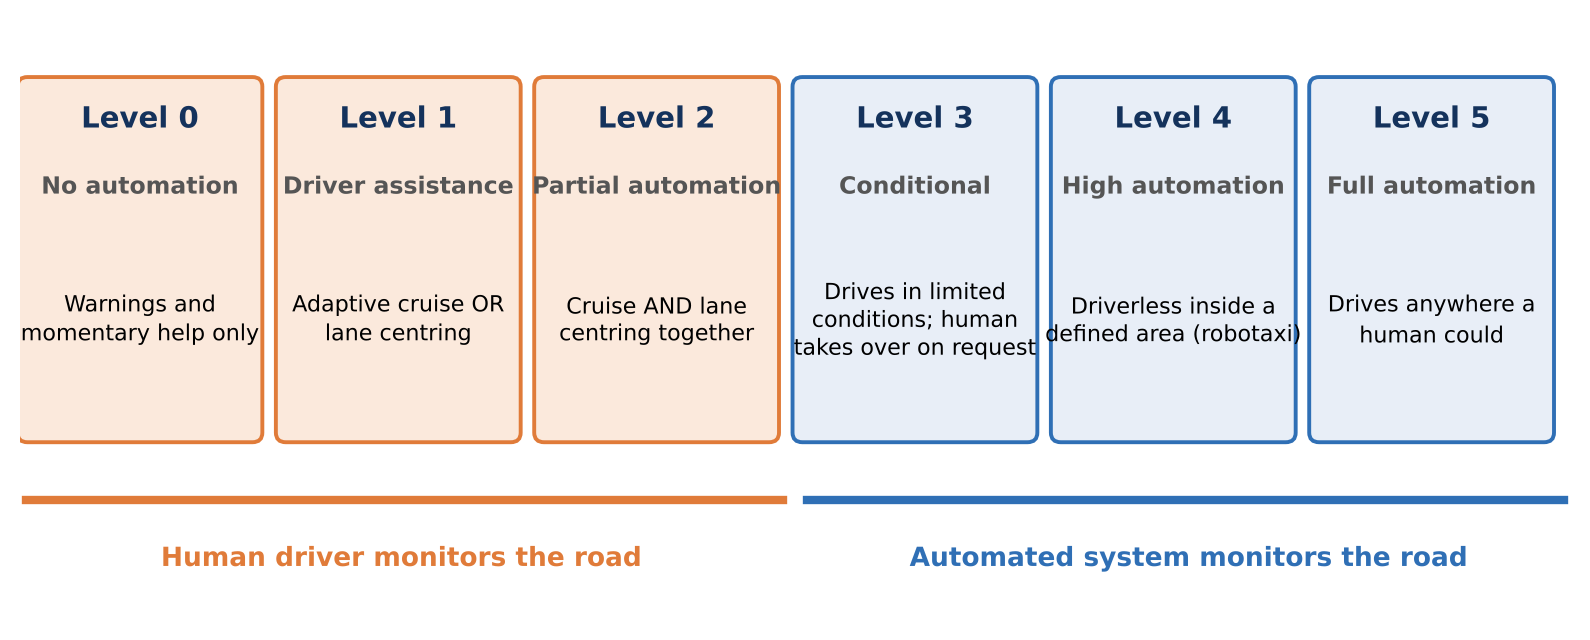 Level 0
No automation
Warnings and
momentary help only
Level 1
Driver assistance
Adaptive cruise OR
lane centring
Level 2
Partial automation
Cruise AND lane
centring together
Level 3
Conditional
Drives in limited
conditions; human
takes over on request
Level 4
High automation
Driverless inside a
defined area (robotaxi)
Level 5
Full automation
Drives anywhere a
human could
Human driver monitors the road
Automated system monitors the road